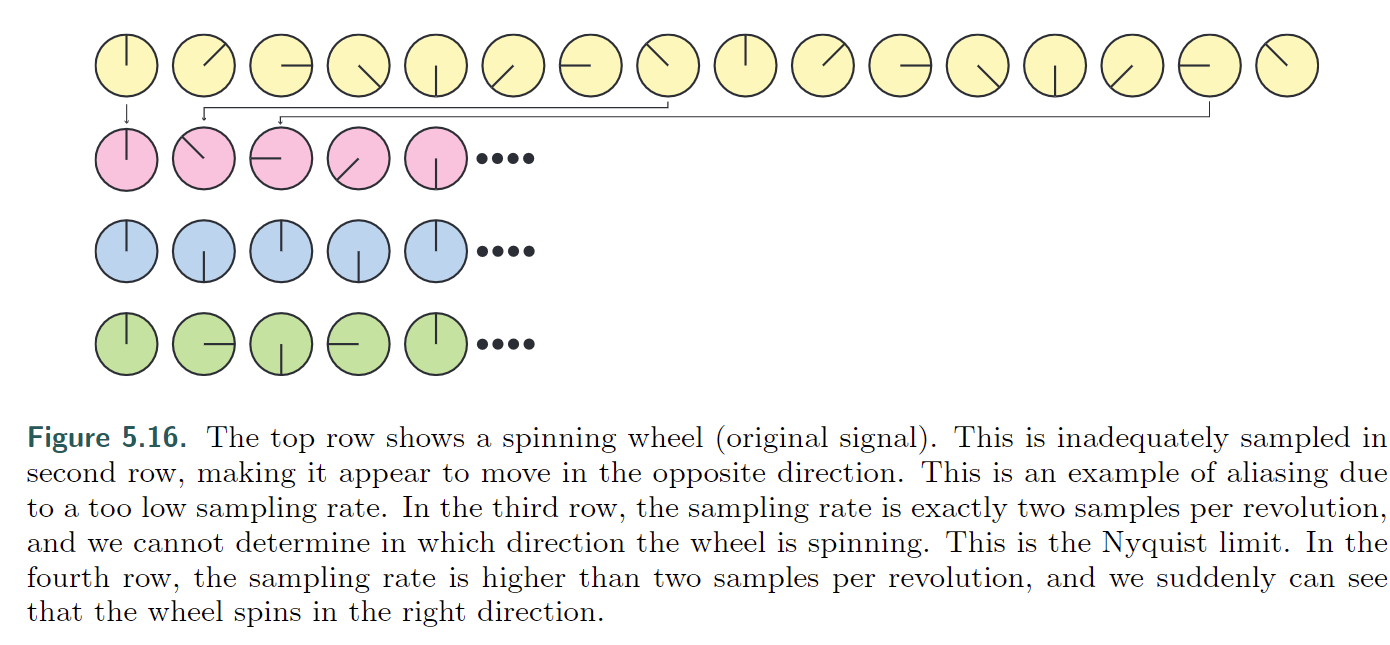 Figure 5.16. The top row shows a spinning wheel (original signal). This is inadequately sampled in
second row, making it appear to move in the opposite direction. This is an example of aliasing due
to a too low sampling rate. In the third row, the sampling rate is exactly two samples per revolution,
and we cannot determine in which direction the wheel is spinning. This is the Nyquist limit. In the
fourth row, the sampling rate is higher than two samples per revolution, and we suddenly can see
that the wheel spins in the right direction.